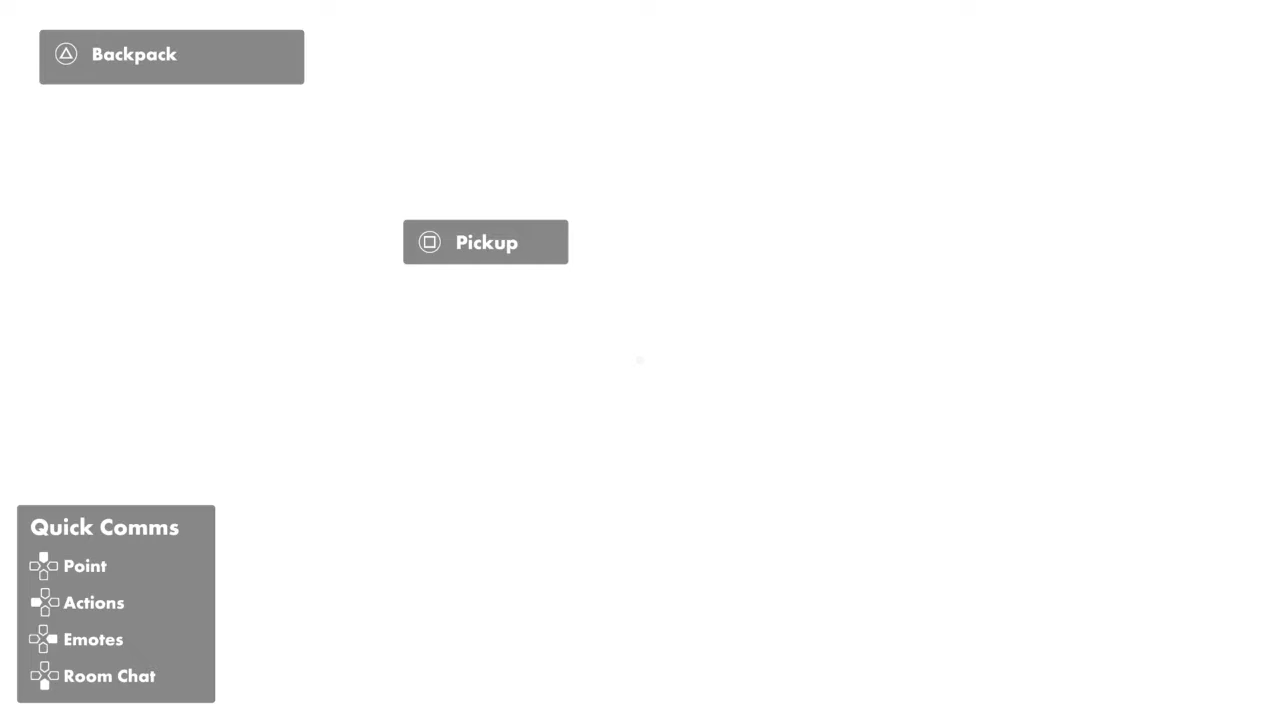 Backpack
Pickup
Quick Comms
Point
Actions
Emotes
Room Chat